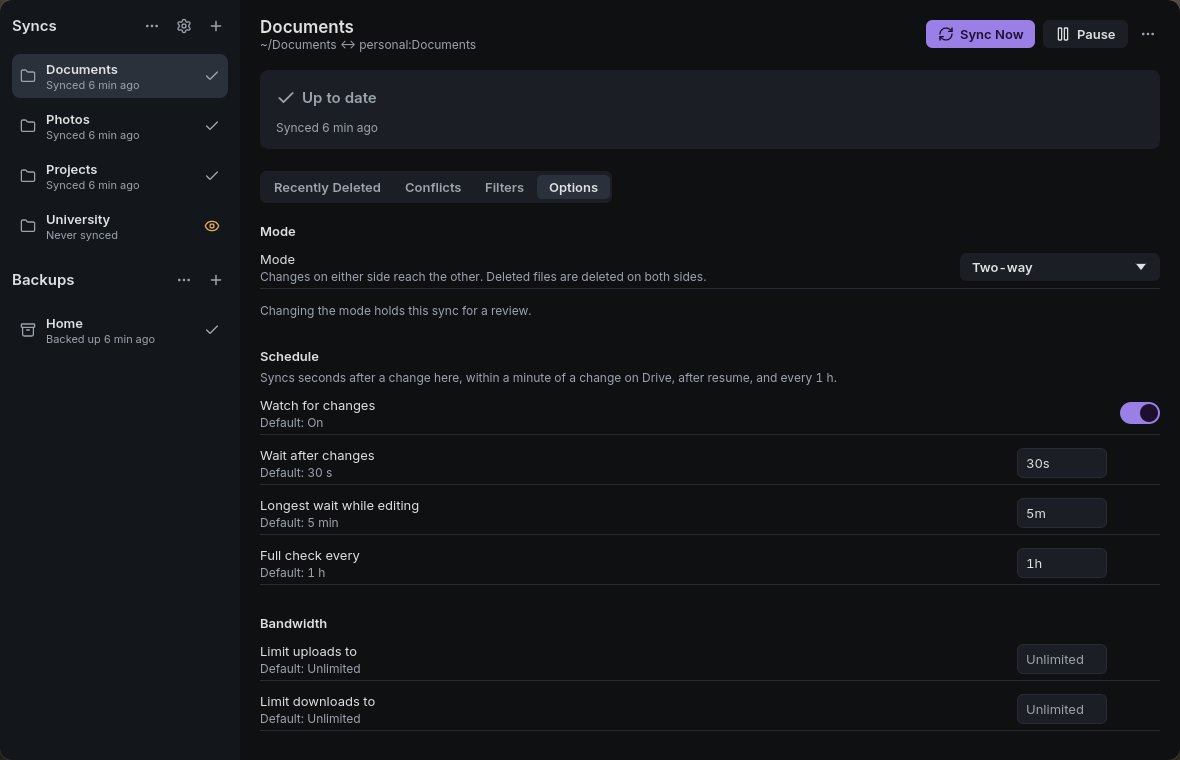 Syncs
Documents
Synced 6 min ago
Photos
Synced 6 min ago
Projects
Synced 6 min ago
University
Never synced
Backups
Home
Backed up 6 min ago
Documents
~/Documents ↔ personal:Documents
Sync Now
Pause
Up to date
Synced 6 min ago
Recently Deleted
Conflicts
Filters
Options
Mode
Mode
Changes on either side reach the other. Deleted files are deleted on both sides.
Two-way
Changing the mode holds this sync for a review.
Schedule
Syncs seconds after a change here, within a minute of a change on Drive, after resume, and every 1 h.
Watch for changes
Default: On
Wait after changes
Default: 30 s
30s
Longest wait while editing
Default: 5 min
5m
Full check every
Default: 1 h
1h
Bandwidth
Limit uploads to
Default: Unlimited
Unlimited
Limit downloads to
Default: Unlimited
Unlimited